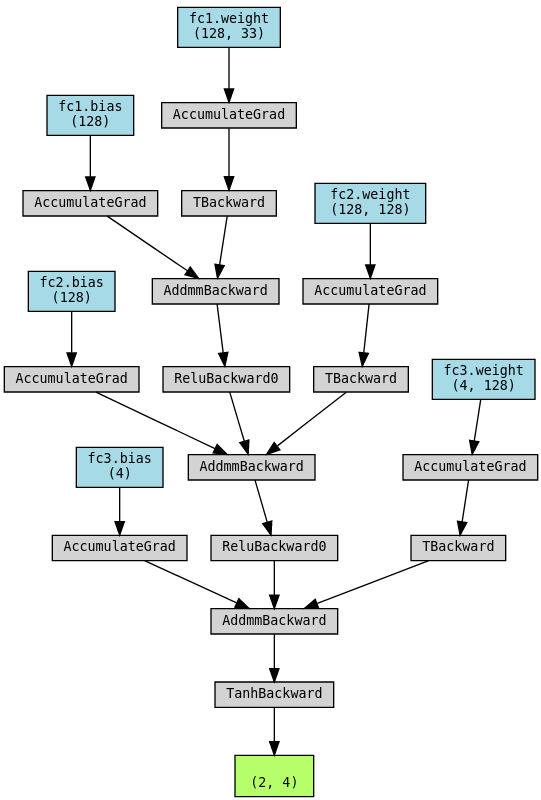 fc1.weight
(128, 33)
AccumulateGrad
fc1.bias
(128)
AccumulateGrad
TBackward
fc2.weight
(128, 128)
AddmmBackward
AccumulateGrad
fc2.bias
(128)
AccumulateGrad
ReluBackward0
TBackward
fc3.weight
(4, 128)
AddmmBackward
AccumulateGrad
fc3.bias
(4)
AccumulateGrad
ReluBackward0
TBackward
AddmmBackward
TanhBackward
(2, 4)